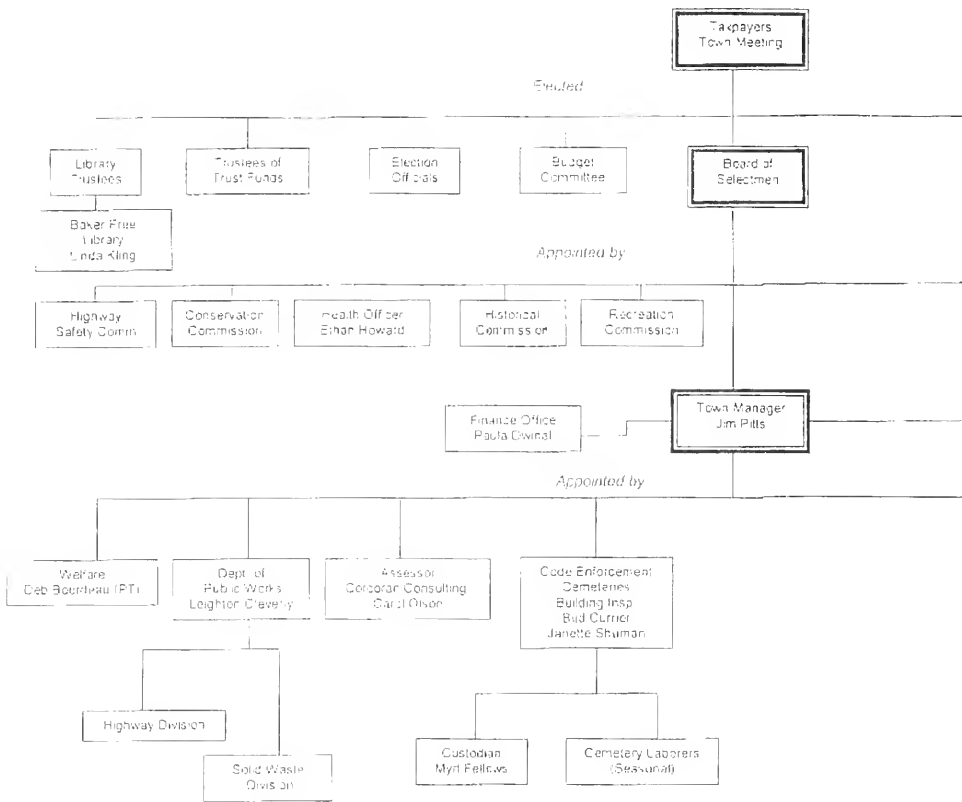 Taxpayers
Town Meeting
Elected
Library
Trustees
Trustees of
Trust Funds
Election
Officials
Budget
Committee
Board of
Selectmen
Baker Free
Library
Linda Kling
Appointed by
Highway
Safety Comm.
Conservation
Commission
Health Officer
Ethan Howard
Historical
Commission
Recreation
Commission
Finance Office
Paula Dwinal
Town Manager
Jim Pitts
Appointed by
Welfare
Deb Bourdeau (PT)
Dept. of
Public Works
Leighton Cleverly
Assessor
Corcoran Consulting
Carol Olson
Code Enforcement
Cemeteries
Building Insp.
Bud Currier
Janette Shuman
Highway Division
Solid Waste
Division
Custodian
Myrl Fellows
Cemetery Laborers
(Seasonal)